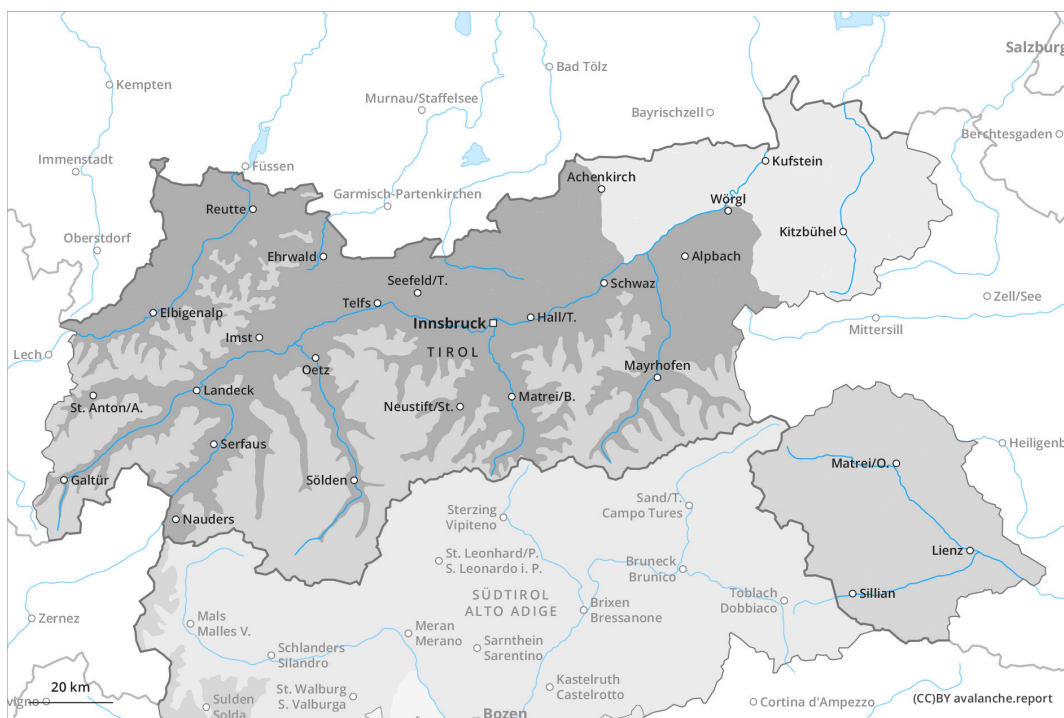 Salzburg
Kempten
Bad Tölz
Murnau/Staffelsee
Bayrischzell
Berchtesgaden
Immenstadt
Füssen
Kufstein
Achenkirch
Garmisch-Partenkirchen
Reutte
Wörgl
Kitzbühel
Oberstdorf
Ehrwald
Alpbach
Seefeld/T.
Schwaz
Zell/See
Telfs
Elbigenalp
Innsbruck
Hall/T.
Mittersill
Imst
Lech
TIROL
Oetz
Mayrhofen
Landeck
St. Anton/A.
Neustift/St.
Matrei/B.
Serfaus
Heiligenb
Matrei/O.
Galtür
Sölden
Sand/T.
Campo Tures
Sterzing
Vipiteno
Nauders
Lienz
St. Leonhard/P.
S. Leonardo i. P.
Bruneck
Brunico
SÜDTIROL
ALTO ADIGE
Sillian
Toblach
Dobbiaco
Brixen
Bressanone
Zernez
Mals
Malles V.
Meran
Merano
Sarnthein
Sarentino
Schlanders
Silandro
20 km
Kastelruth
Castelrotto
St. Walburg
S. Valburga
vigno
Sulden
Solda
Cortina d'Ampezzo
(CC)BY avalanche.report
Bozen